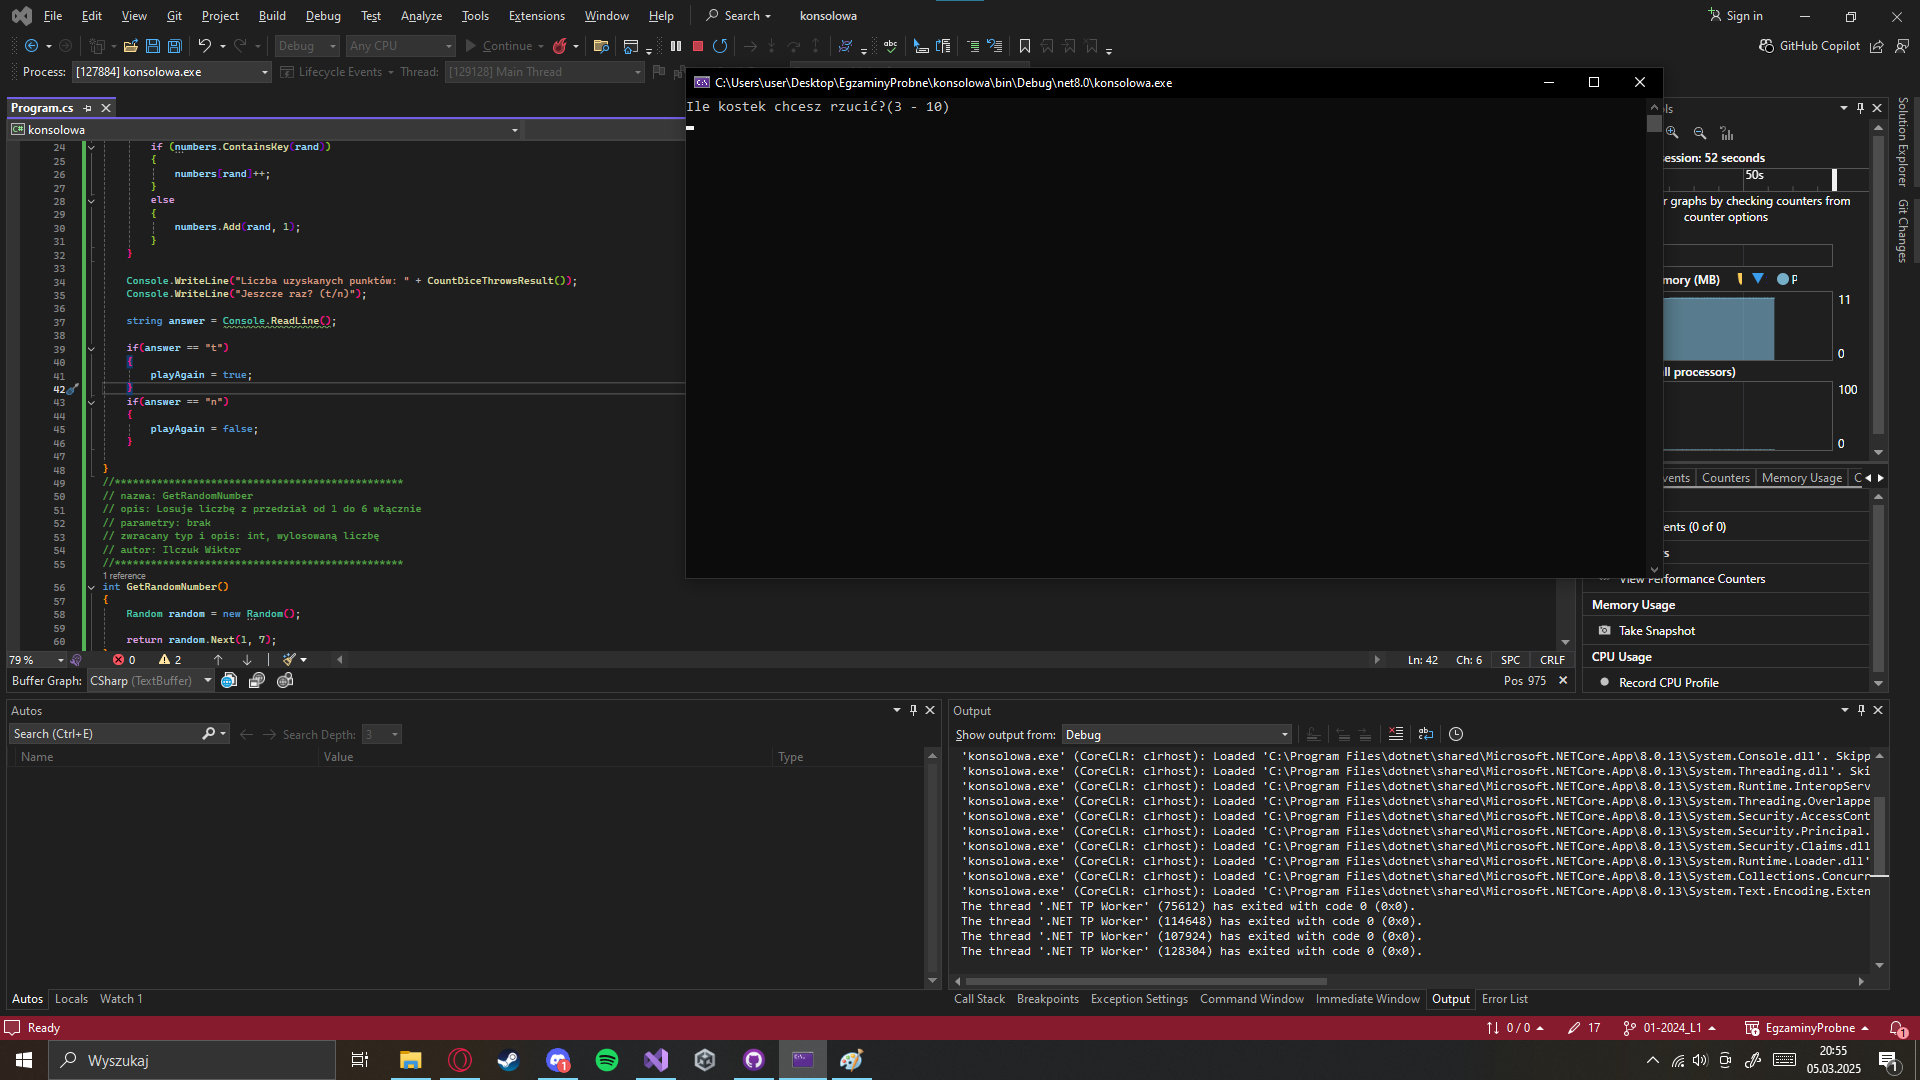 File Edit View Git Project Build Debug Test Analyze Tools Extensions Window Help Search konsolowa Sign in
Debug Any CPU Continue GitHub Copilot
Process: [127884] konsolowa.exe Lifecycle Events Thread: [129128] Main Thread
C:\Users\user\Desktop\EgzaminyProbne\konsolowa\bin\Debug\net8.0\konsolowa.exe
Ile kostek chcesz rzucić?(3 - 10)
Program.cs
konsolowa
24 if (numbers.ContainsKey(rand))
25 {
26 numbers[rand]++;
27 }
28 else
29 {
30 numbers.Add(rand, 1);
31 }
32 }
33
34 Console.WriteLine("Liczba uzyskanych punktów: " + CountDiceThrowsResult());
35 Console.WriteLine("Jeszcze raz? (t/n)");
36
37 string answer = Console.ReadLine();
38
39 if(answer == "t")
40 {
41 playAgain = true;
42 }
43 if(answer == "n")
44 {
45 playAgain = false;
46 }
47
48 }
49 //************************************************
50 // nazwa: GetRandomNumber
51 // opis: Losuje liczbę z przedział od 1 do 6 włącznie
52 // parametry: brak
53 // zwracany typ i opis: int, wylosowaną liczbę
54 // autor: Ilczuk Wiktor
55 //************************************************
1 reference
56 int GetRandomNumber()
57 {
58 Random random = new Random();
59
60 return random.Next(1, 7);
79 % 0 2 Ln: 42 Ch: 6 SPC CRLF
Buffer Graph: CSharp (TextBuffer) Pos 975
ols
ession: 52 seconds
50s
r graphs by checking counters from
counter options
mory (MB) P
11
0
ll processors)
100
0
vents Counters Memory Usage C
ents (0 of 0)
rs
View Performance Counters
Memory Usage
Take Snapshot
CPU Usage
Record CPU Profile
Solution Explorer
Git Changes
Autos
Search (Ctrl+E) Search Depth: 3
Name Value Type
Autos Locals Watch 1
Output
Show output from: Debug
'konsolowa.exe' (CoreCLR: clrhost): Loaded 'C:\Program Files\dotnet\shared\Microsoft.NETCore.App\8.0.13\System.Console.dll'. Skipp
'konsolowa.exe' (CoreCLR: clrhost): Loaded 'C:\Program Files\dotnet\shared\Microsoft.NETCore.App\8.0.13\System.Threading.dll'. Ski
'konsolowa.exe' (CoreCLR: clrhost): Loaded 'C:\Program Files\dotnet\shared\Microsoft.NETCore.App\8.0.13\System.Runtime.InteropServ
'konsolowa.exe' (CoreCLR: clrhost): Loaded 'C:\Program Files\dotnet\shared\Microsoft.NETCore.App\8.0.13\System.Threading.Overlappe
'konsolowa.exe' (CoreCLR: clrhost): Loaded 'C:\Program Files\dotnet\shared\Microsoft.NETCore.App\8.0.13\System.Security.AccessCont
'konsolowa.exe' (CoreCLR: clrhost): Loaded 'C:\Program Files\dotnet\shared\Microsoft.NETCore.App\8.0.13\System.Security.Principal.
'konsolowa.exe' (CoreCLR: clrhost): Loaded 'C:\Program Files\dotnet\shared\Microsoft.NETCore.App\8.0.13\System.Security.Claims.dll
'konsolowa.exe' (CoreCLR: clrhost): Loaded 'C:\Program Files\dotnet\shared\Microsoft.NETCore.App\8.0.13\System.Runtime.Loader.dll'
'konsolowa.exe' (CoreCLR: clrhost): Loaded 'C:\Program Files\dotnet\shared\Microsoft.NETCore.App\8.0.13\System.Collections.Concurr
'konsolowa.exe' (CoreCLR: clrhost): Loaded 'C:\Program Files\dotnet\shared\Microsoft.NETCore.App\8.0.13\System.Text.Encoding.Exten
The thread '.NET TP Worker' (75612) has exited with code 0 (0x0).
The thread '.NET TP Worker' (114648) has exited with code 0 (0x0).
The thread '.NET TP Worker' (107924) has exited with code 0 (0x0).
The thread '.NET TP Worker' (128304) has exited with code 0 (0x0).
Call Stack Breakpoints Exception Settings Command Window Immediate Window Output Error List
Ready 0 / 0 17 01-2024_L1 EgzaminyProbne 1
Wyszukaj 1 20:55
05.03.2025 1